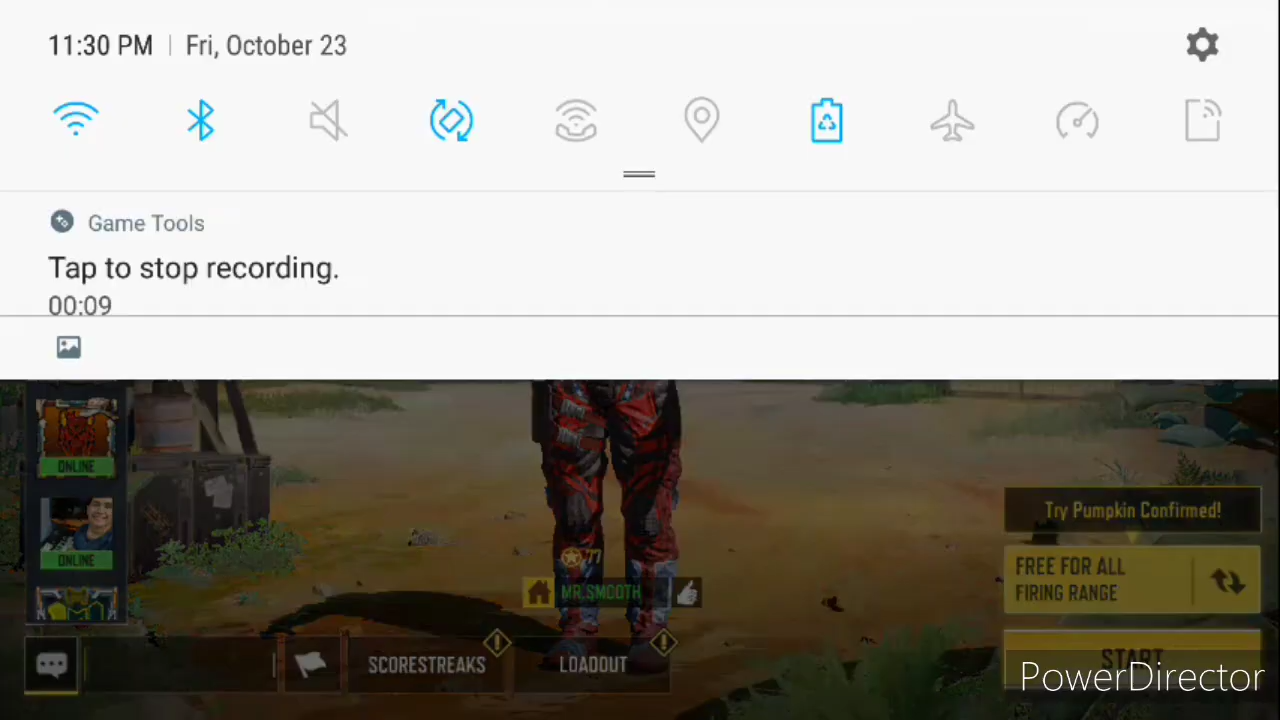 11:30 PM | Fri, October 23
Game Tools
Tap to stop recording.
00:09
ONLINE
ONLINE
Try Pumpkin Confirmed!
FREE FOR ALL
FIRING RANGE
77
MR.SMOOTH
SCORESTREAKS
LOADOUT
START
PowerDirector